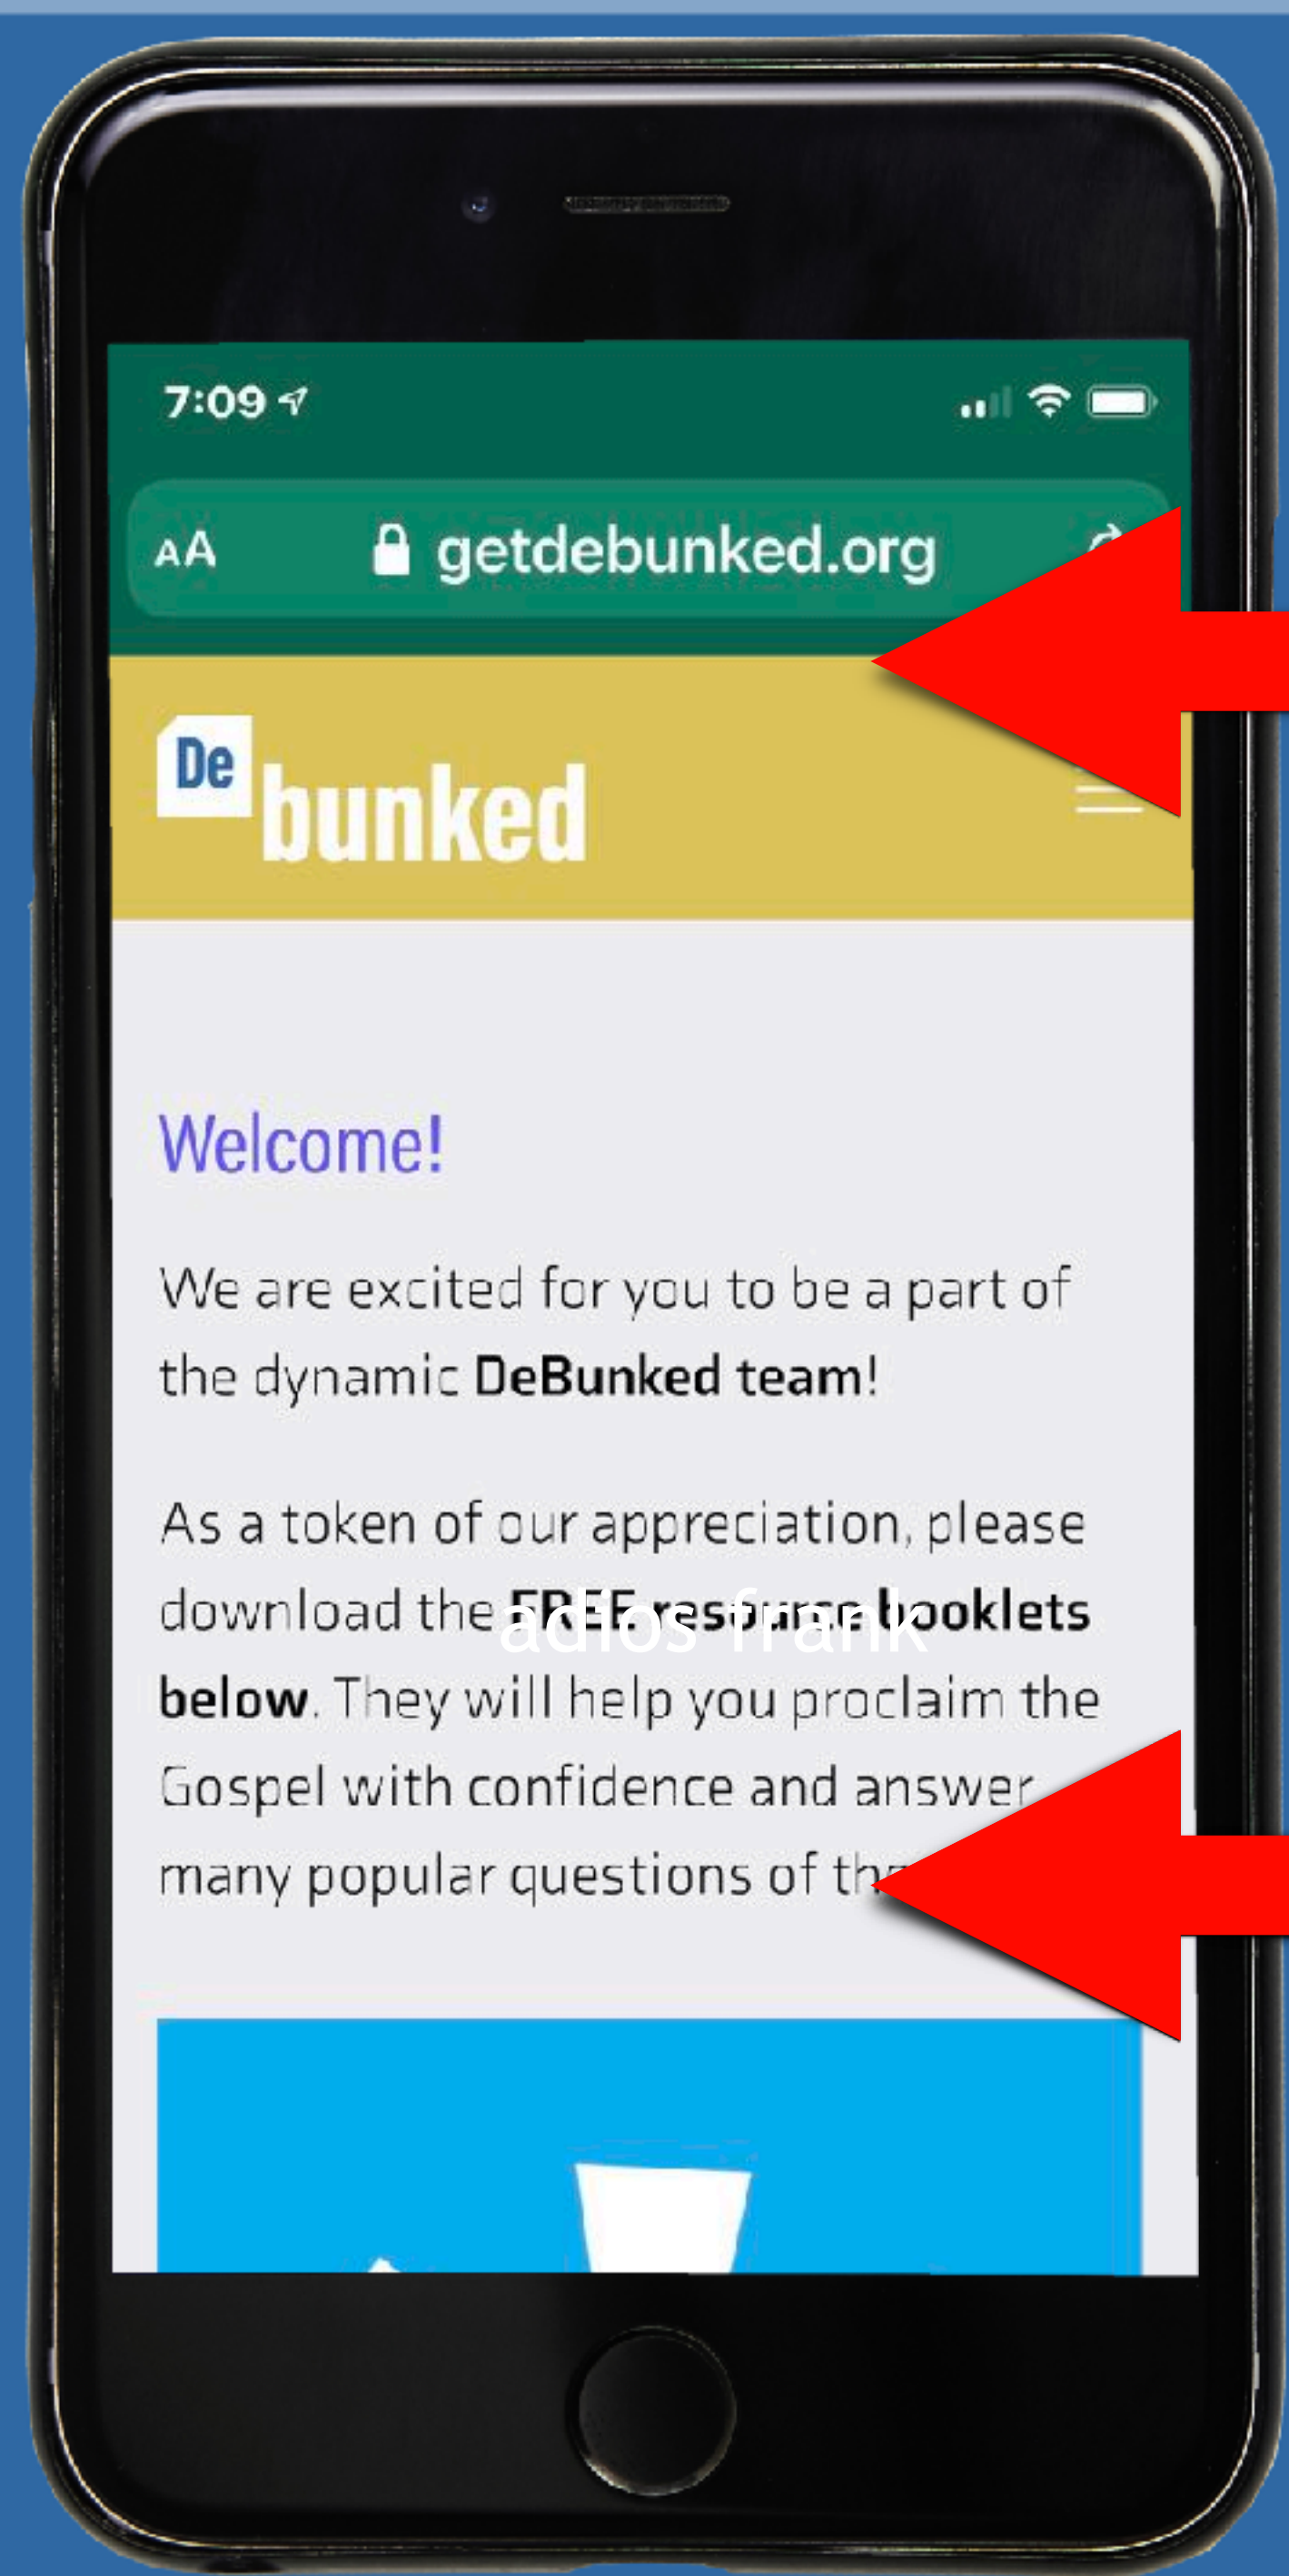 7:09
AA getdebunked.org
De
bunked
Welcome!
We are excited for you to be a part of
the dynamic DeBunked team!
As a token of our appreciation, please
download the FREE resource booklets
adios frank
below. They will help you proclaim the
Gospel with confidence and answer
many popular questions of